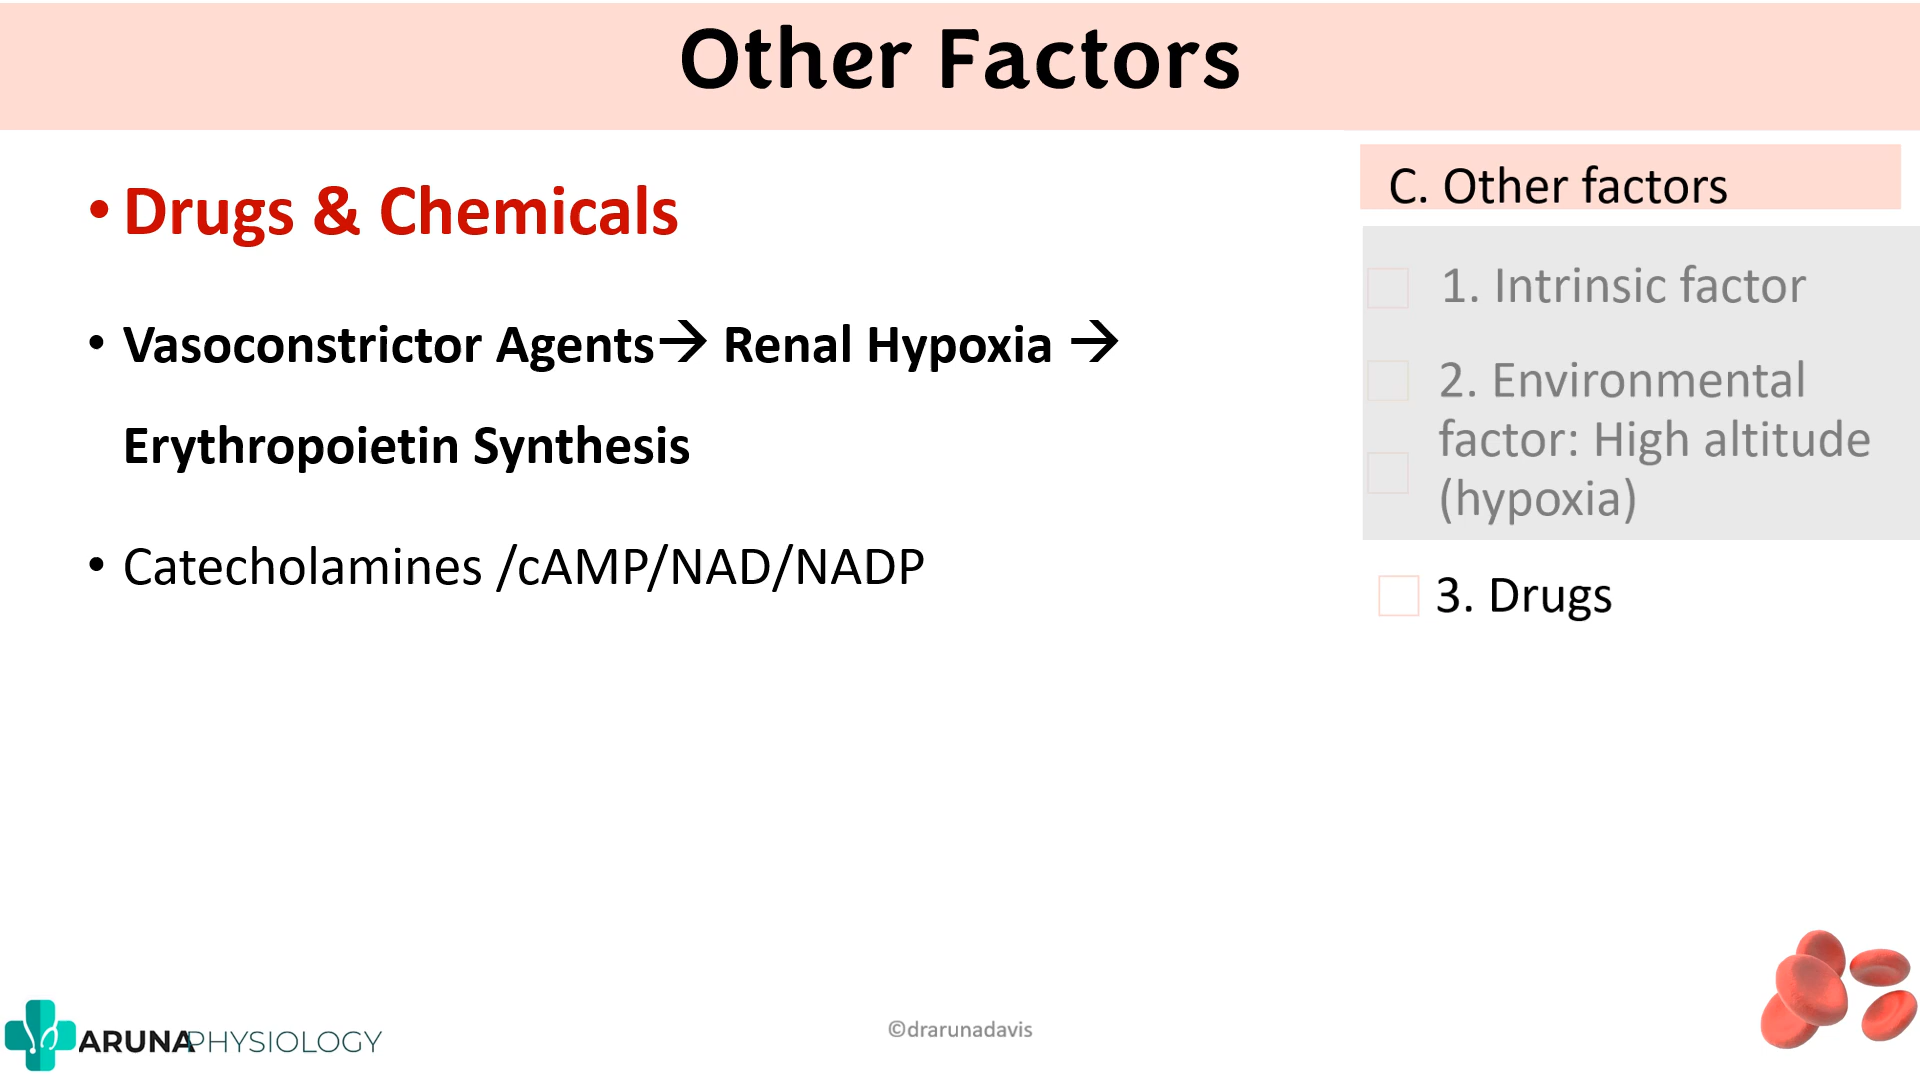 Other Factors
• Drugs & Chemicals
• Vasoconstrictor Agents→ Renal Hypoxia →
Erythropoietin Synthesis
• Catecholamines /cAMP/NAD/NADP
C. Other factors
1. Intrinsic factor
2. Environmental
factor: High altitude
(hypoxia)
3. Drugs
ARUNAPHYSIOLOGY
©drarunadavis